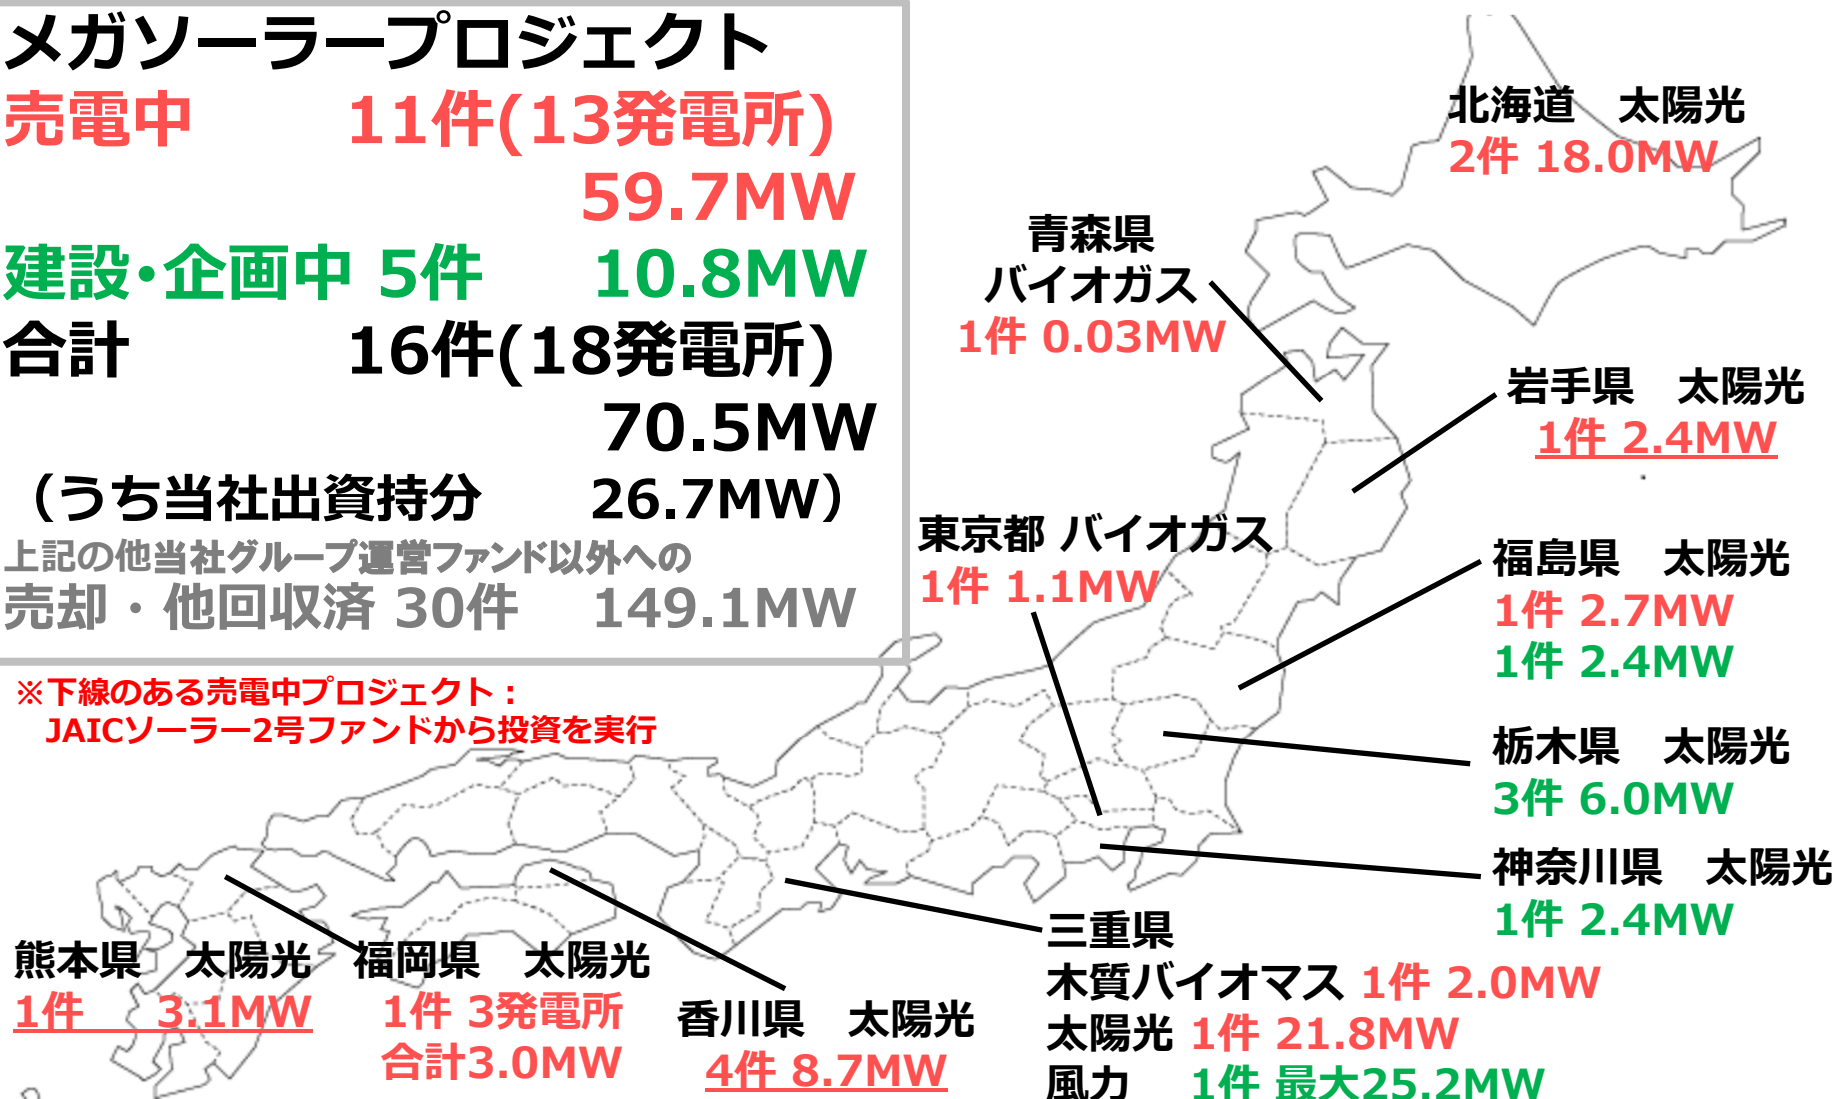 メガソーラープロジェクト
売電中 11件(13発電所)
59.7MW
建設・企画中 5件 10.8MW
合計 16件(18発電所)
70.5MW
（うち当社出資持分 26.7MW）
上記の他当社グループ運営ファンド以外への
売却・他回収済 30件 149.1MW
※下線のある売電中プロジェクト：
JAICソーラー2号ファンドから投資を実行
北海道 太陽光
2件 18.0MW
青森県
バイオガス
1件 0.03MW
岩手県 太陽光
1件 2.4MW
東京都 バイオガス
1件 1.1MW
福島県 太陽光
1件 2.7MW
1件 2.4MW
栃木県 太陽光
3件 6.0MW
神奈川県 太陽光
1件 2.4MW
三重県
木質バイオマス 1件 2.0MW
太陽光 1件 21.8MW
風力 1件 最大25.2MW
香川県 太陽光
4件 8.7MW
福岡県 太陽光
1件 3発電所
合計3.0MW
熊本県 太陽光
1件 3.1MW